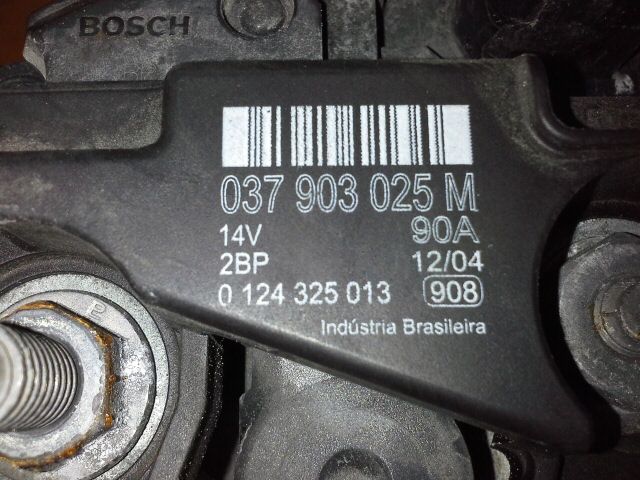 BOSCH
037 903 025 M
14V 90A
2BP 12/04
0 124 325 013 908
Indústria Brasileira
P